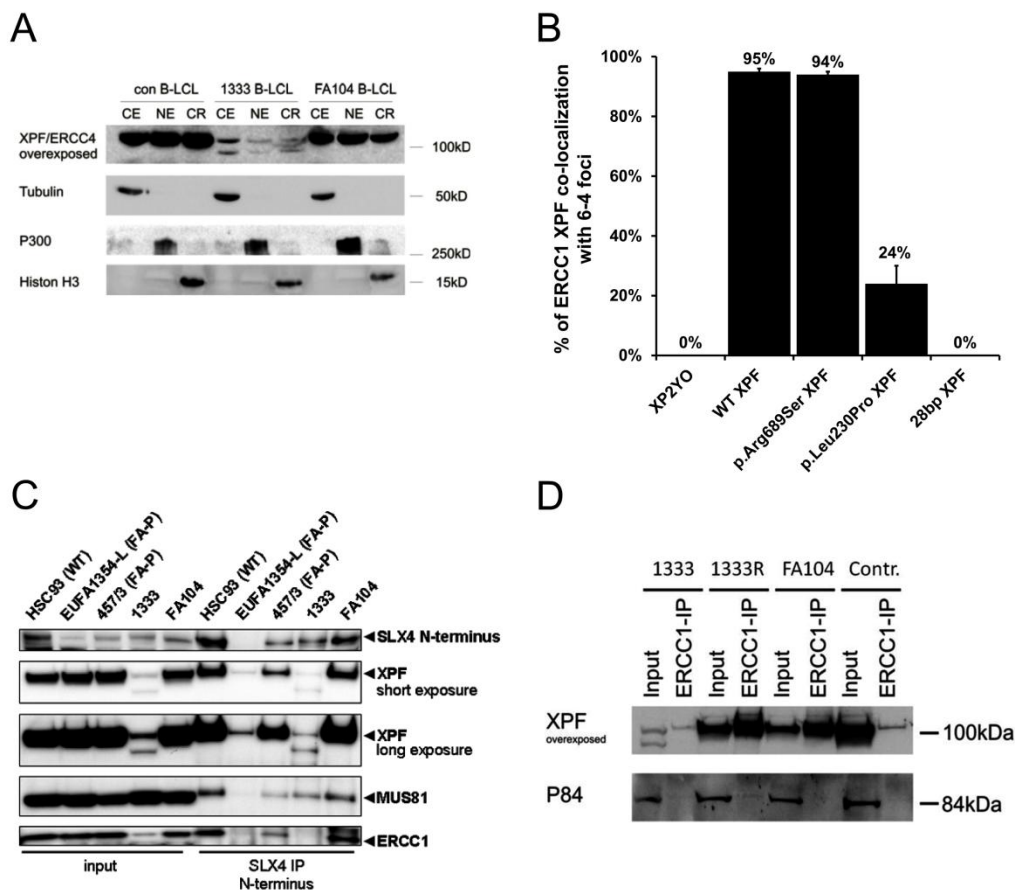 A
con B-LCL 1333 B-LCL FA104 B-LCL
CE NE CR CE NE CR CE NE CR
XPF/ERCC4
overexposed
100kD
Tubulin
50kD
P300
250kD
Histon H3
15kD
B
% of ERCC1 XPF co-localization
with 6-4 foci
100%
80%
60%
40%
20%
0%
0%
95%
94%
24%
0%
XP2YO
WT XPF
p.Arg689Ser XPF
p.Leu230Pro XPF
28bp XPF
C
HSC93 (WT)
EUFA1354-L (FA-P)
457/3 (FA-P)
1333
FA104
HSC93 (WT)
EUFA1354-L (FA-P)
457/3 (FA-P)
1333
FA104
SLX4 N-terminus
XPF
short exposure
XPF
long exposure
MUS81
ERCC1
input
SLX4 IP
N-terminus
D
1333 1333R FA104 Contr.
Input
ERCC1-IP
Input
ERCC1-IP
Input
ERCC1-IP
Input
ERCC1-IP
XPF
overexposed
100kDa
P84
84kDa